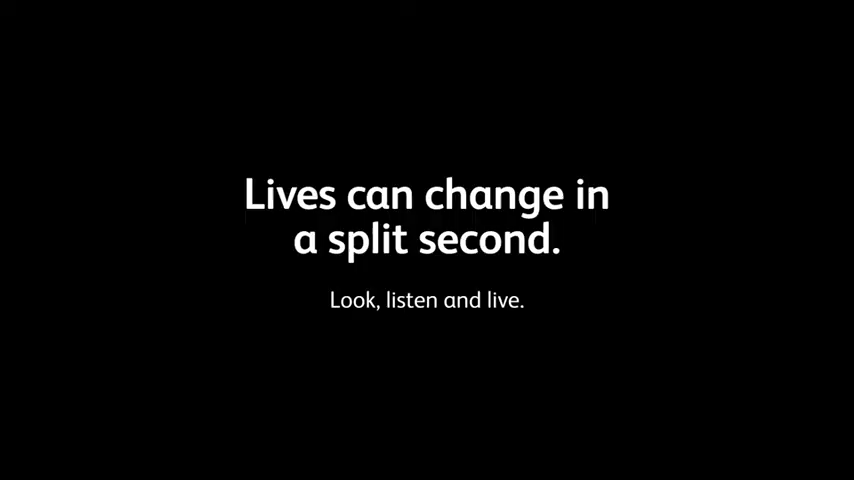 Lives can change in
a split second.
Look, listen and live.